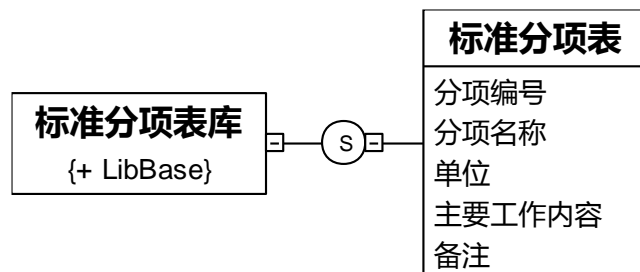 标准分项表库
{+ LibBase}
S
标准分项表
分项编号
分项名称
单位
主要工作内容
备注